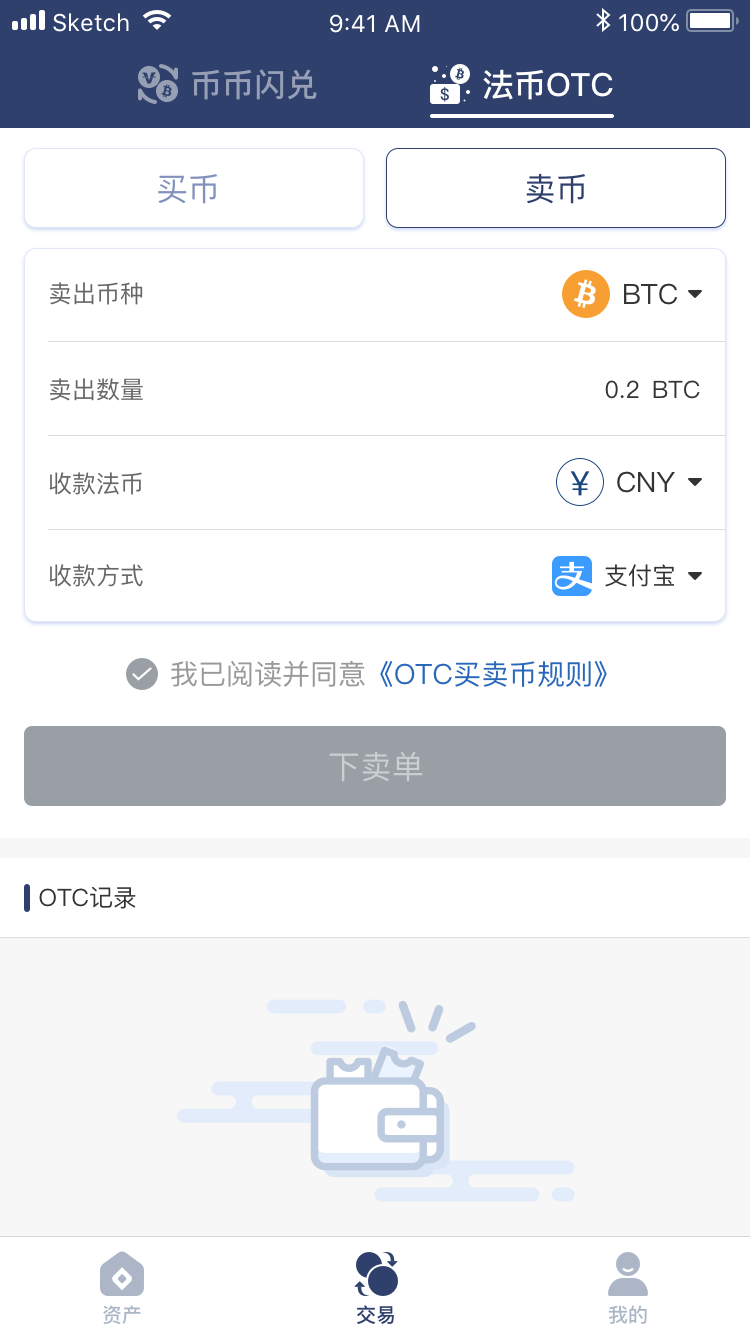 Sketch 9:41 AM 100%
币币闪兑 法币OTC
买币 卖币
卖出币种 BTC
卖出数量 0.2 BTC
收款法币 ¥ CNY
收款方式 支 支付宝
我已阅读并同意《OTC买卖币规则》
下卖单
OTC记录
资产 交易 我的